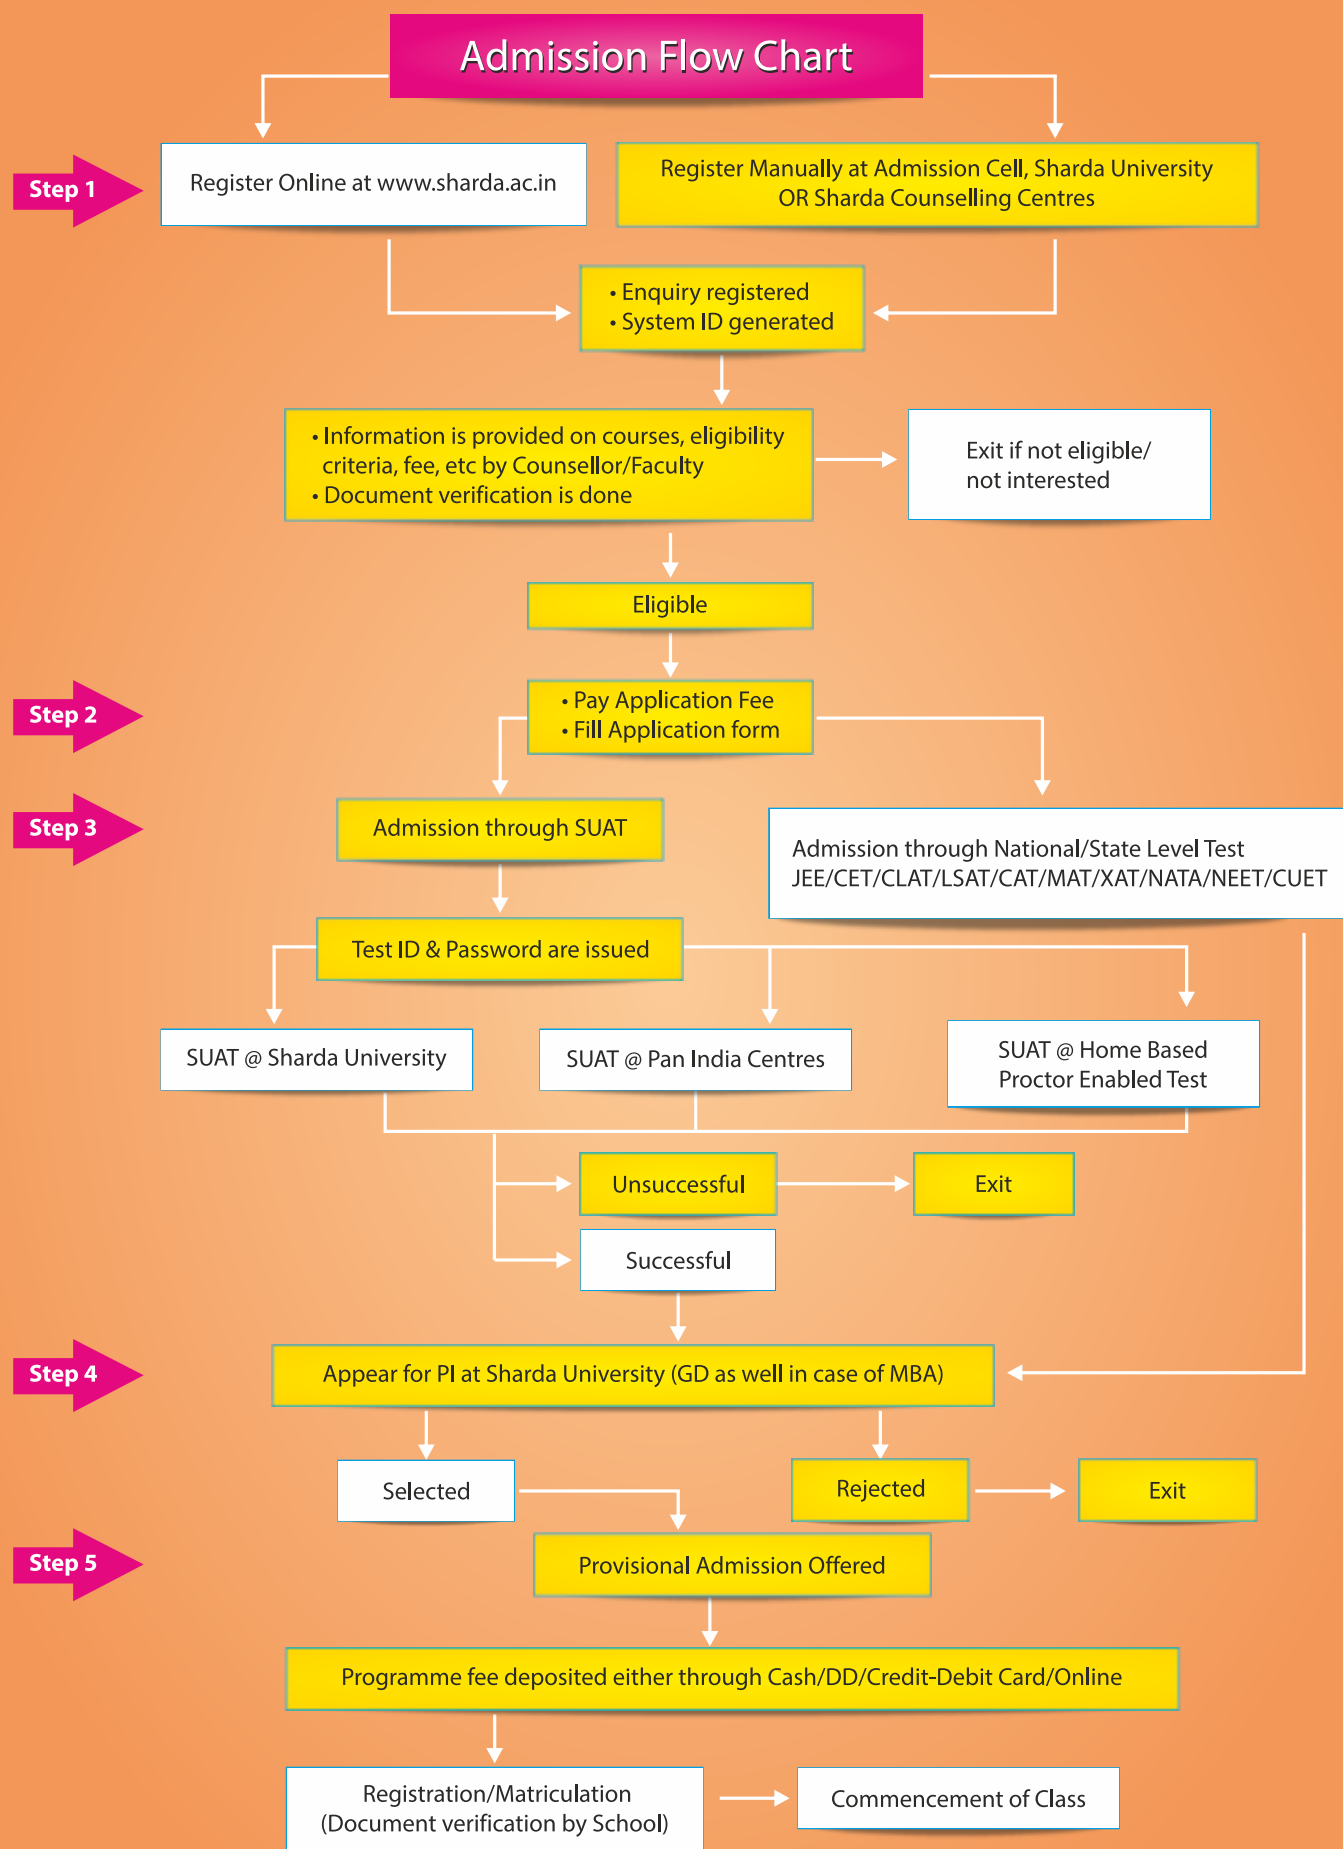 Admission Flow Chart
Step 1
Register Online at www.sharda.ac.in
Register Manually at Admission Cell, Sharda University
OR Sharda Counselling Centres
• Enquiry registered
• System ID generated
• Information is provided on courses, eligibility
criteria, fee, etc by Counsellor/Faculty
• Document verification is done
Exit if not eligible/
not interested
Eligible
Step 2
• Pay Application Fee
• Fill Application form
Step 3
Admission through SUAT
Admission through National/State Level Test
JEE/CET/CLAT/LSAT/CAT/MAT/XAT/NATA/NEET/CUET
Test ID & Password are issued
SUAT @ Sharda University
SUAT @ Pan India Centres
SUAT @ Home Based
Proctor Enabled Test
Unsuccessful
Exit
Successful
Step 4
Appear for PI at Sharda University (GD as well in case of MBA)
Selected
Rejected
Exit
Step 5
Provisional Admission Offered
Programme fee deposited either through Cash/DD/Credit-Debit Card/Online
Registration/Matriculation
(Document verification by School)
Commencement of Class